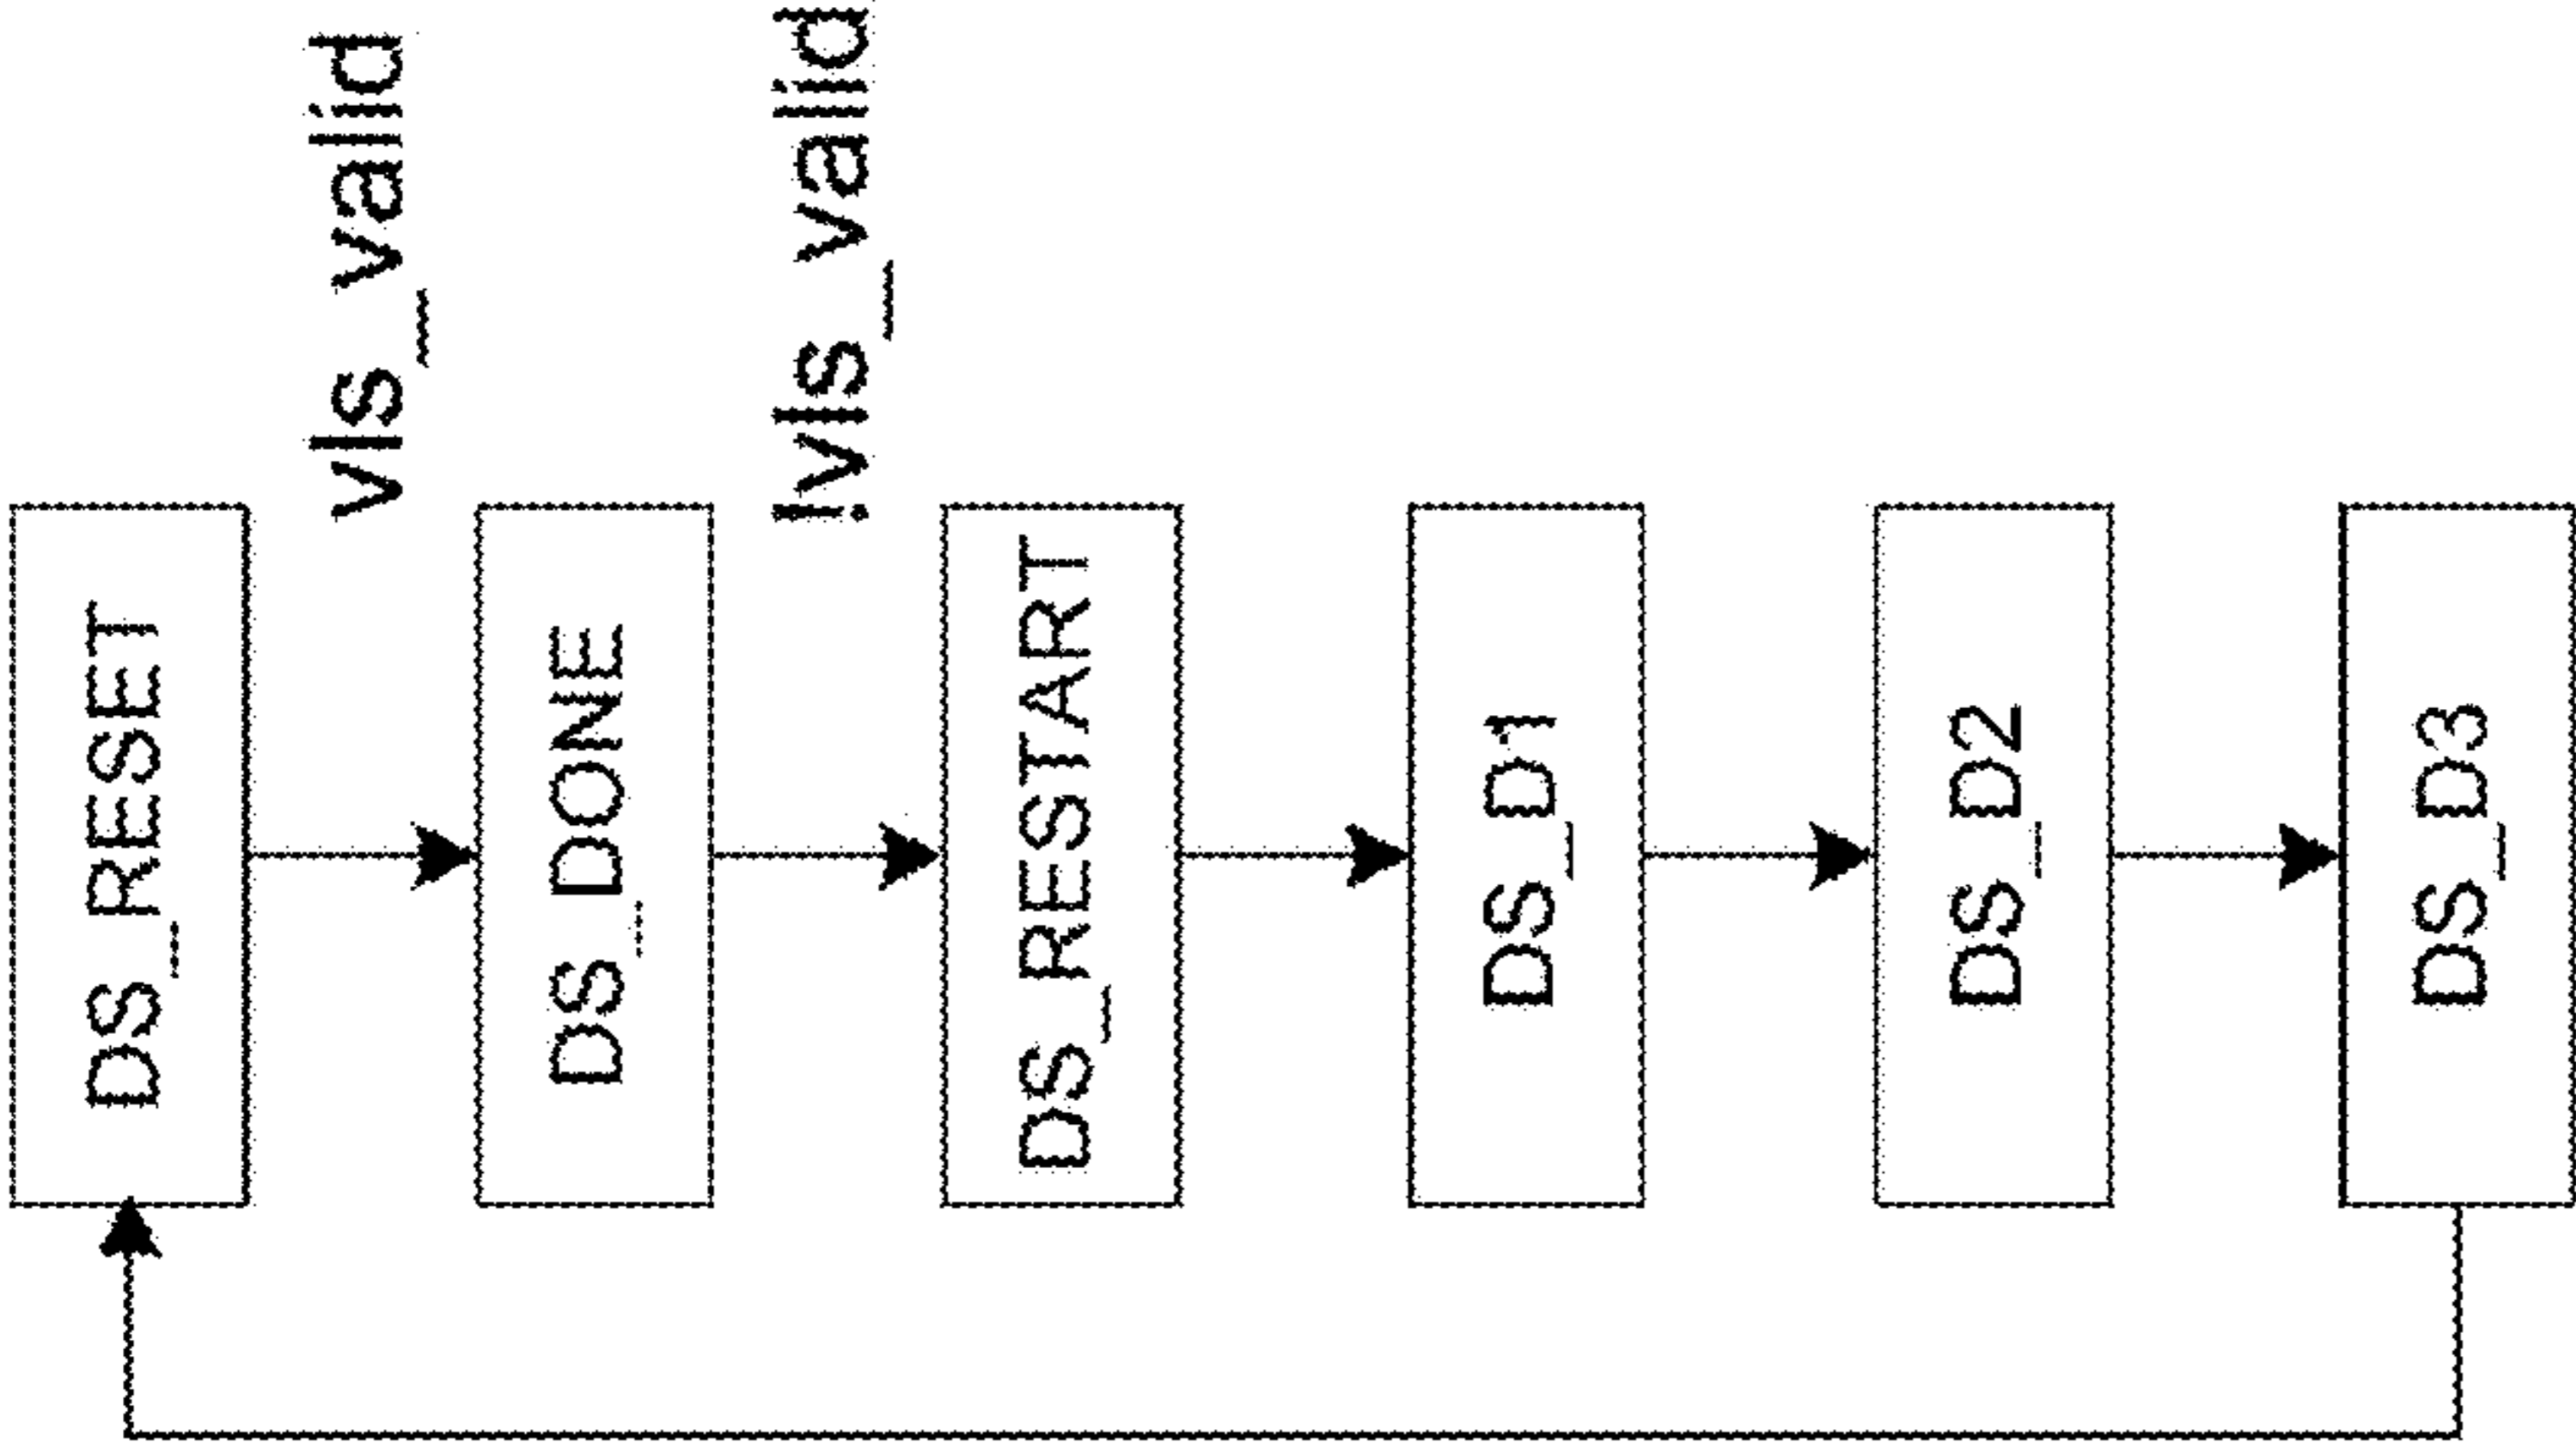 DS_RESET
vls_valid
DS_DONE
!vls_valid
DS_RESTART
DS_D1
DS_D2
DS_D3